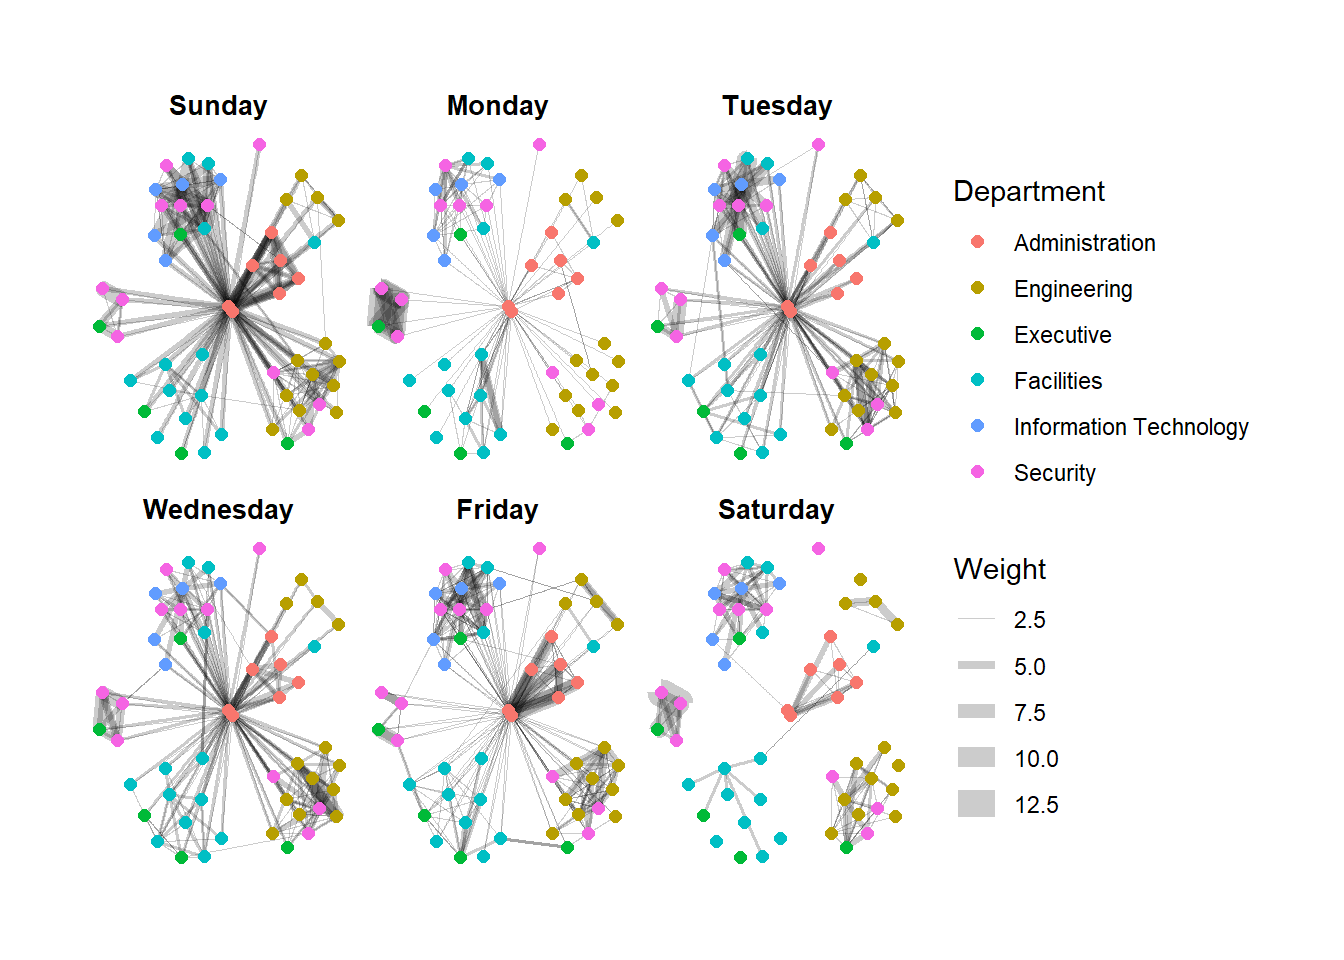 Sunday
Monday
Tuesday
Wednesday
Friday
Saturday
Department
Administration
Engineering
Executive
Facilities
Information Technology
Security
Weight
2.5
5.0
7.5
10.0
12.5